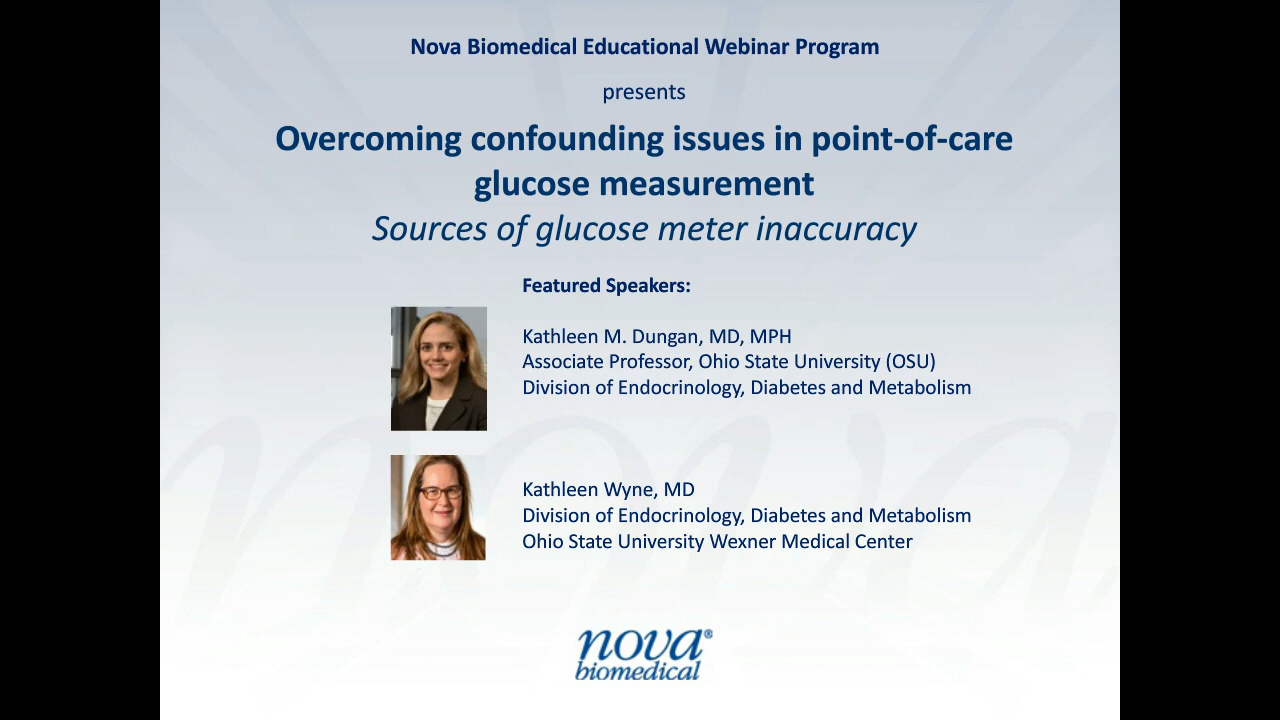 Nova Biomedical Educational Webinar Program
presents
Overcoming confounding issues in point-of-care
glucose measurement
Sources of glucose meter inaccuracy
Featured Speakers:
Kathleen M. Dungan, MD, MPH
Associate Professor, Ohio State University (OSU)
Division of Endocrinology, Diabetes and Metabolism
Kathleen Wyne, MD
Division of Endocrinology, Diabetes and Metabolism
Ohio State University Wexner Medical Center
nova
nova®
biomedical